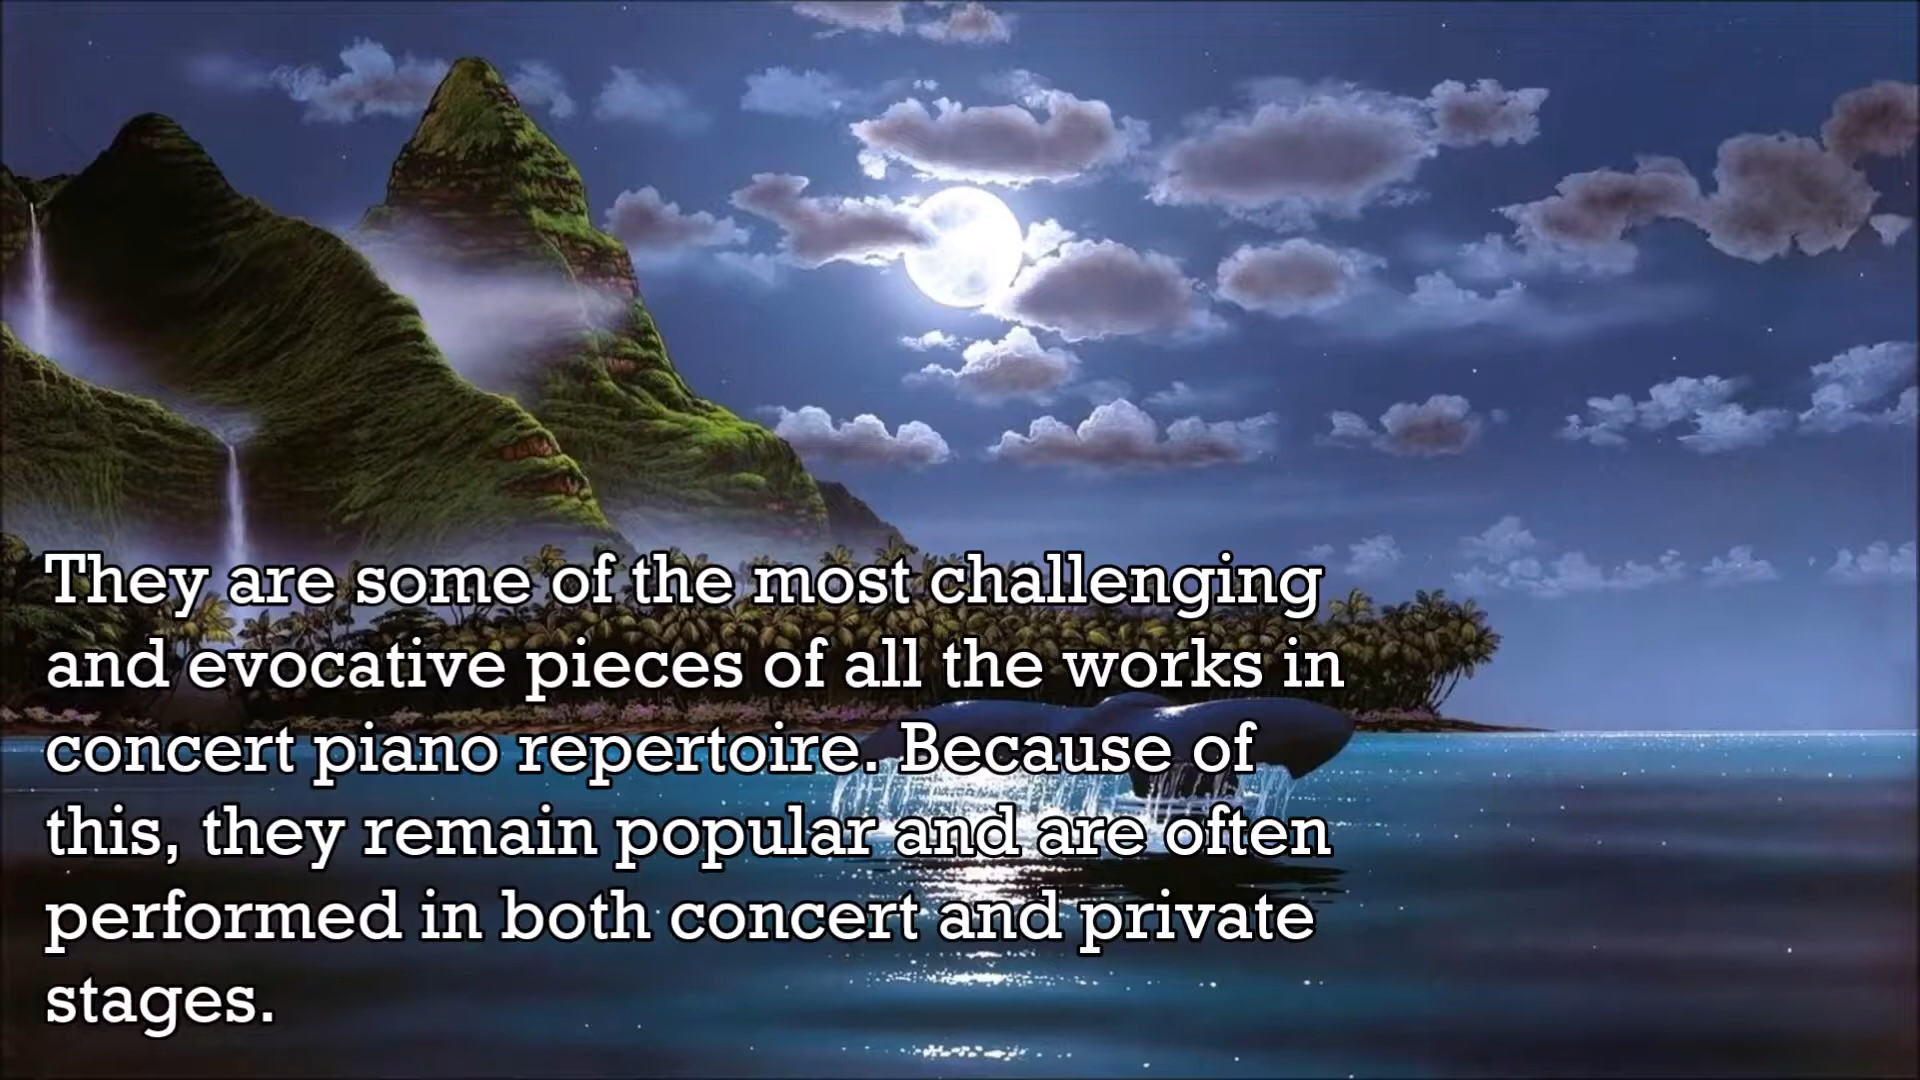 They are some of the most challenging
and evocative pieces of all the works in
concert piano repertoire. Because of
this, they remain popular and are often
performed in both concert and private
stages.